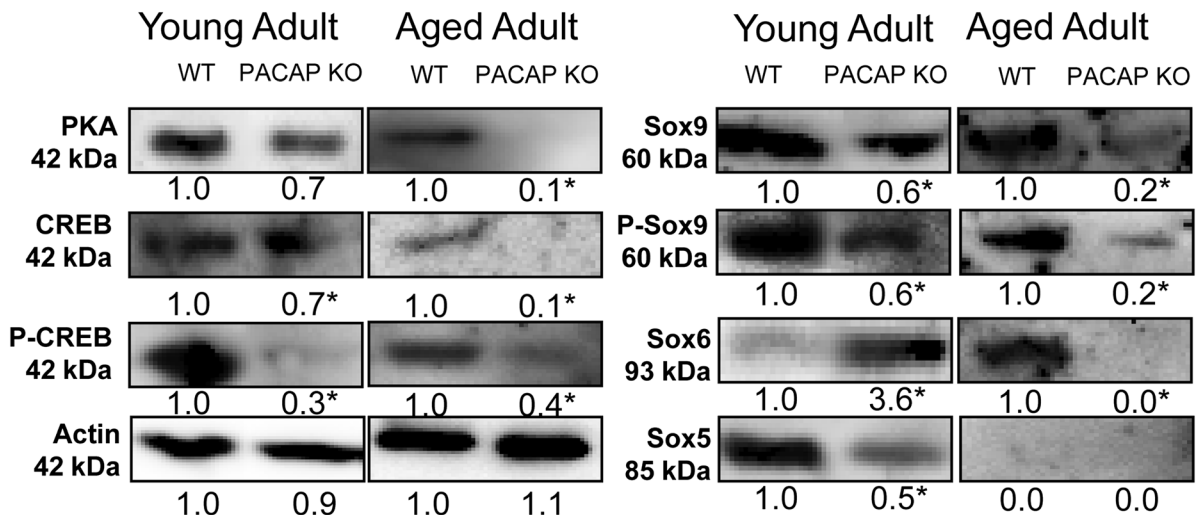 Young Adult Aged Adult
WT PACAP KO WT PACAP KO
PKA
42 kDa
1.0 0.7 1.0 0.1*
CREB
42 kDa
1.0 0.7* 1.0 0.1*
P-CREB
42 kDa
1.0 0.3* 1.0 0.4*
Actin
42 kDa
1.0 0.9 1.0 1.1
Young Adult Aged Adult
WT PACAP KO WT PACAP KO
Sox9
60 kDa
1.0 0.6* 1.0 0.2*
P-Sox9
60 kDa
1.0 0.6* 1.0 0.2*
Sox6
93 kDa
1.0 3.6* 1.0 0.0*
Sox5
85 kDa
1.0 0.5* 0.0 0.0